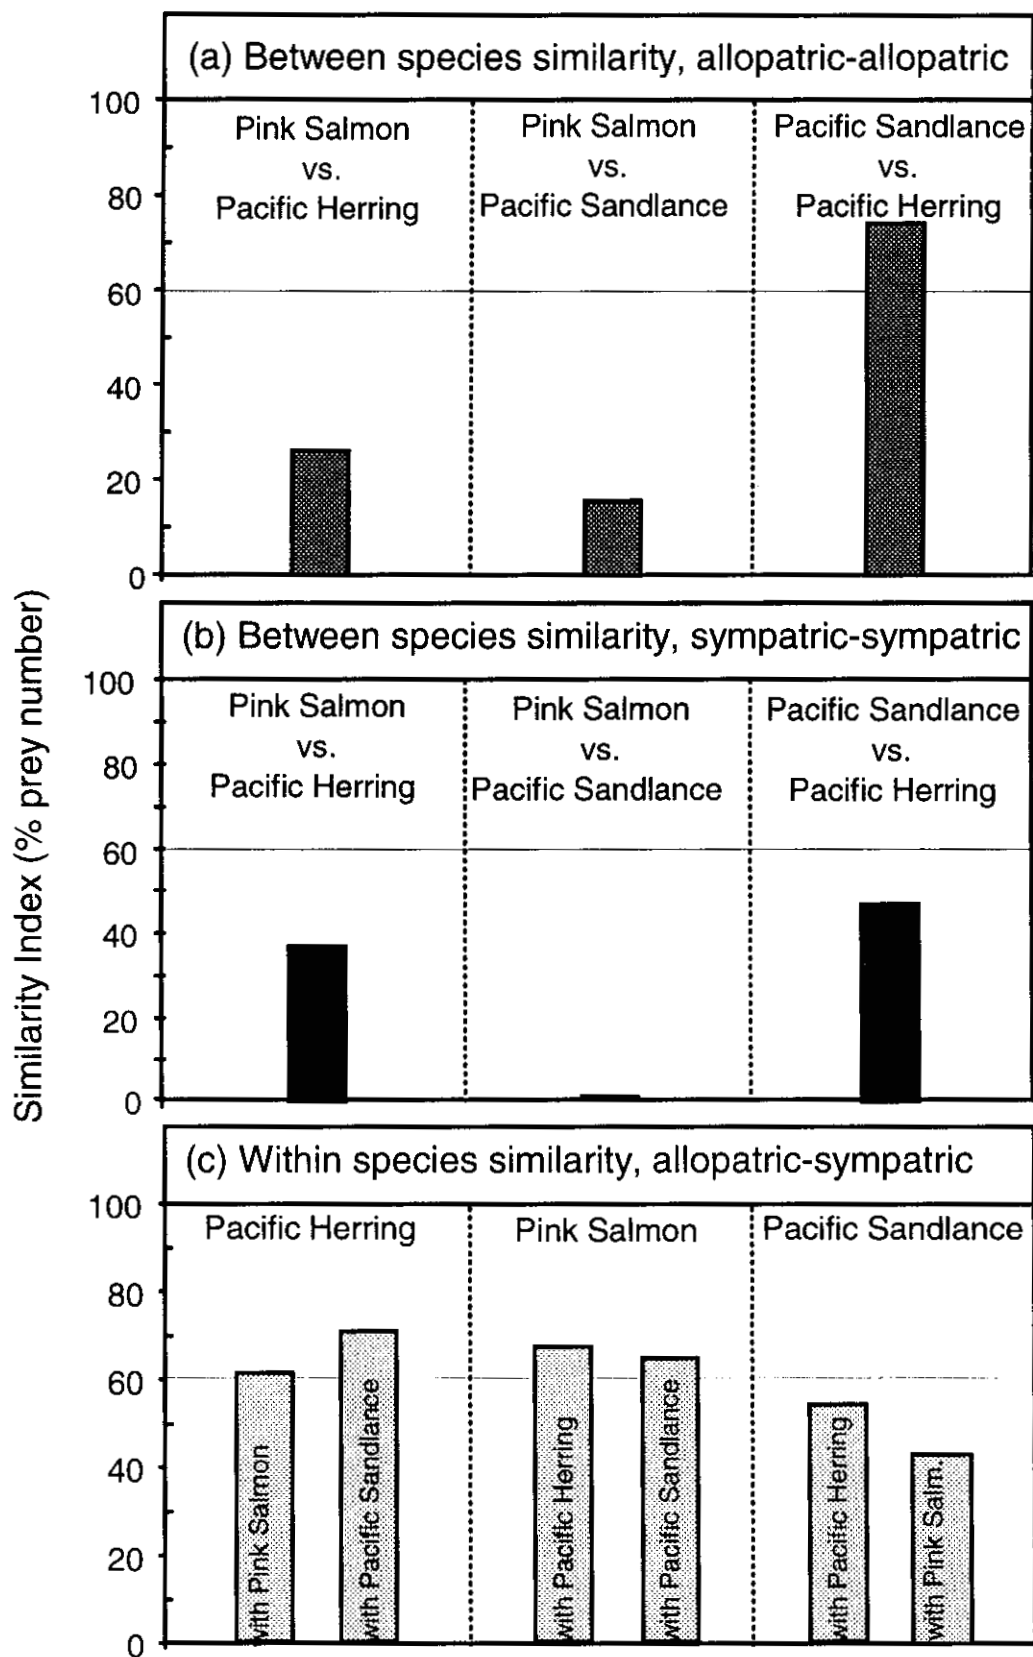 Similarity Index (% prey number)
(a) Between species similarity, allopatric-allopatric
100
80
60
40
20
0
Pink Salmon
vs.
Pacific Herring
Pink Salmon
vs.
Pacific Sandlance
Pacific Sandlance
vs.
Pacific Herring
(b) Between species similarity, sympatric-sympatric
100
80
60
40
20
0
Pink Salmon
vs.
Pacific Herring
Pink Salmon
vs.
Pacific Sandlance
Pacific Sandlance
vs.
Pacific Herring
(c) Within species similarity, allopatric-sympatric
100
80
60
40
20
0
Pacific Herring
with Pink Salmon
with Pacific Sandlance
Pink Salmon
with Pacific Herring
with Pacific Sandlance
Pacific Sandlance
with Pacific Herring
with Pink Salm.